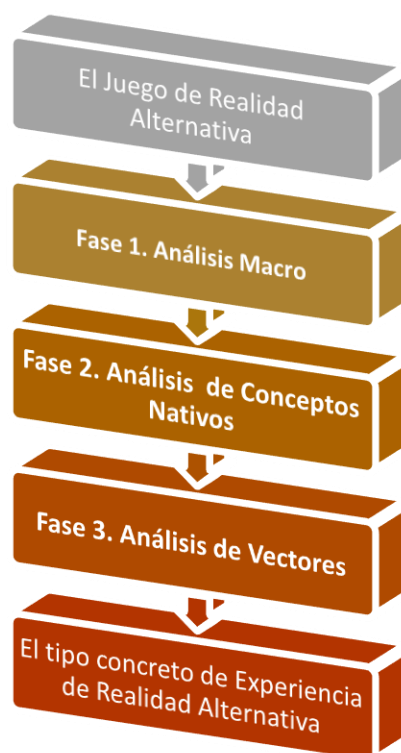 El Juego de Realidad
Alternativa
Fase 1. Análisis Macro
Fase 2. Análisis de Conceptos
Nativos
Fase 3. Análisis de Vectores
El tipo concreto de Experiencia
de Realidad Alternativa